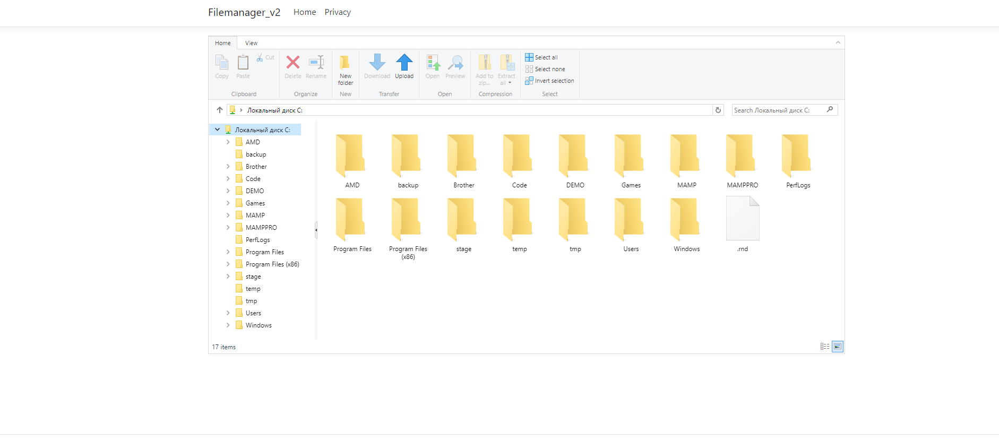 Filemanager_v2 Home Privacy
Home View
Copy Paste Cut
Delete Rename
New folder
Download Upload
Open Preview
Add to zip... Extract all
Select all
Select none
Invert selection
Clipboard Organize New Transfer Open Compression Select
Локальный диск C:
Search Локальный диск C:
Локальный диск C:
AMD
backup
Brother
Code
DEMO
Games
MAMP
MAMPPRO
PerfLogs
Program Files
Program Files (x86)
stage
temp
tmp
Users
Windows
AMD backup Brother Code DEMO Games MAMP MAMPPRO PerfLogs
Program Files Program Files (x86) stage temp tmp Users Windows .rnd
17 items